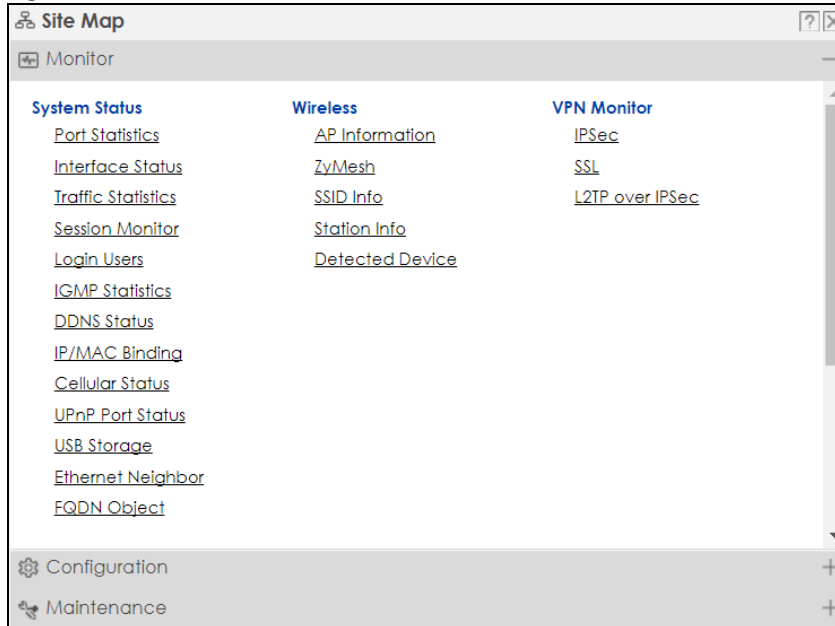 Site Map
Monitor
System Status
Port Statistics
Interface Status
Traffic Statistics
Session Monitor
Login Users
IGMP Statistics
DDNS Status
IP/MAC Binding
Cellular Status
UPnP Port Status
USB Storage
Ethernet Neighbor
FQDN Object
Wireless
AP Information
ZyMesh
SSID Info
Station Info
Detected Device
VPN Monitor
IPSec
SSL
L2TP over IPSec
Configuration
Maintenance